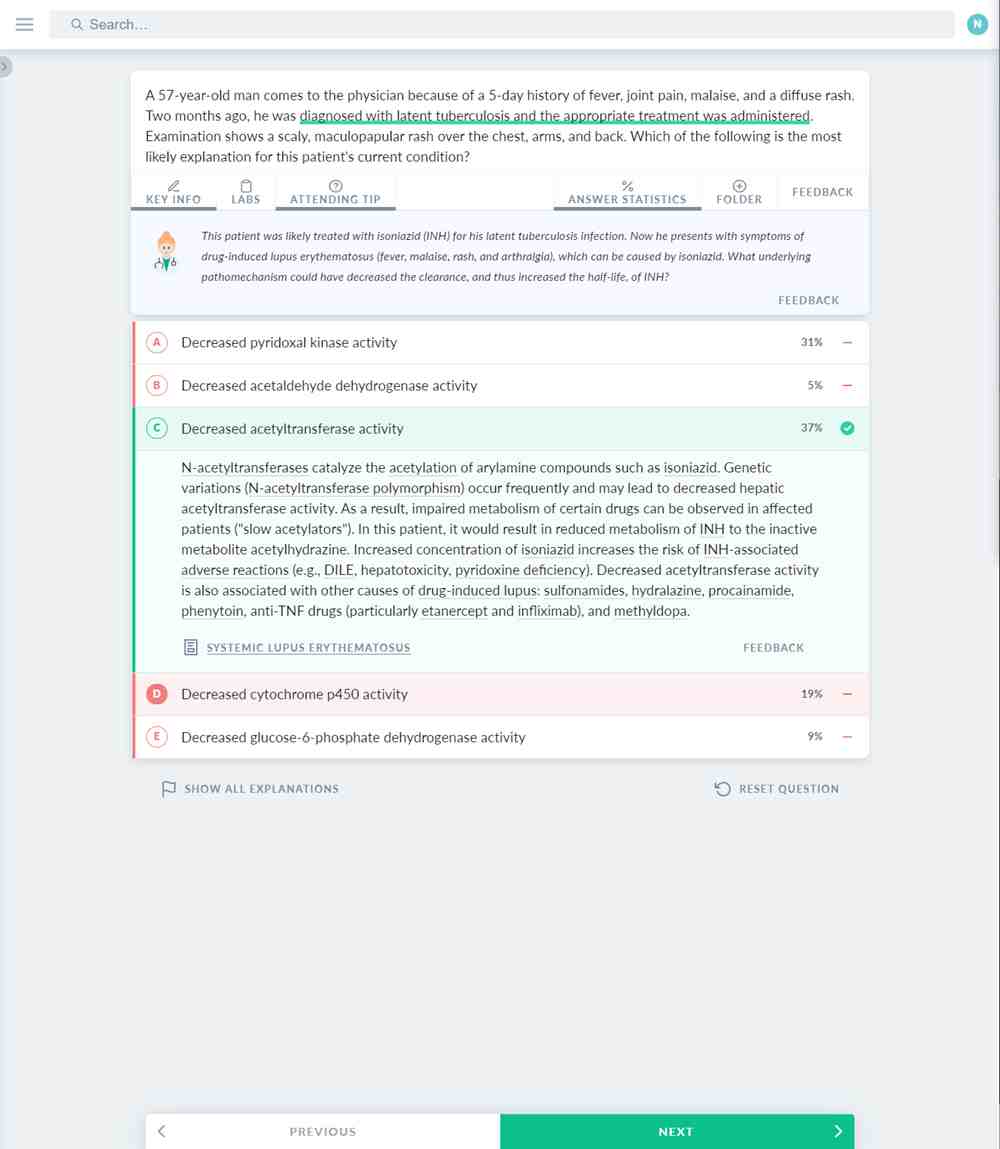 Search...
N
A 57-year-old man comes to the physician because of a 5-day history of fever, joint pain, malaise, and a diffuse rash.
Two months ago, he was diagnosed with latent tuberculosis and the appropriate treatment was administered.
Examination shows a scaly, maculopapular rash over the chest, arms, and back. Which of the following is the most
likely explanation for this patient's current condition?
KEY INFO
LABS
ATTENDING TIP
%
ANSWER STATISTICS
FOLDER
FEEDBACK
This patient was likely treated with isoniazid (INH) for his latent tuberculosis infection. Now he presents with symptoms of
drug-induced lupus erythematosus (fever, malaise, rash, and arthralgia), which can be caused by isoniazid. What underlying
pathomechanism could have decreased the clearance, and thus increased the half-life, of INH?
FEEDBACK
A Decreased pyridoxal kinase activity 31%
B Decreased acetaldehyde dehydrogenase activity 5%
C Decreased acetyltransferase activity 37%
N-acetyltransferases catalyze the acetylation of arylamine compounds such as isoniazid. Genetic
variations (N-acetyltransferase polymorphism) occur frequently and may lead to decreased hepatic
acetyltransferase activity. As a result, impaired metabolism of certain drugs can be observed in affected
patients ("slow acetylators"). In this patient, it would result in reduced metabolism of INH to the inactive
metabolite acetylhydrazine. Increased concentration of isoniazid increases the risk of INH-associated
adverse reactions (e.g., DILE, hepatotoxicity, pyridoxine deficiency). Decreased acetyltransferase activity
is also associated with other causes of drug-induced lupus: sulfonamides, hydralazine, procainamide,
phenytoin, anti-TNF drugs (particularly etanercept and infliximab), and methyldopa.
SYSTEMIC LUPUS ERYTHEMATOSUS
FEEDBACK
D Decreased cytochrome p450 activity 19%
E Decreased glucose-6-phosphate dehydrogenase activity 9%
SHOW ALL EXPLANATIONS
RESET QUESTION
PREVIOUS
NEXT